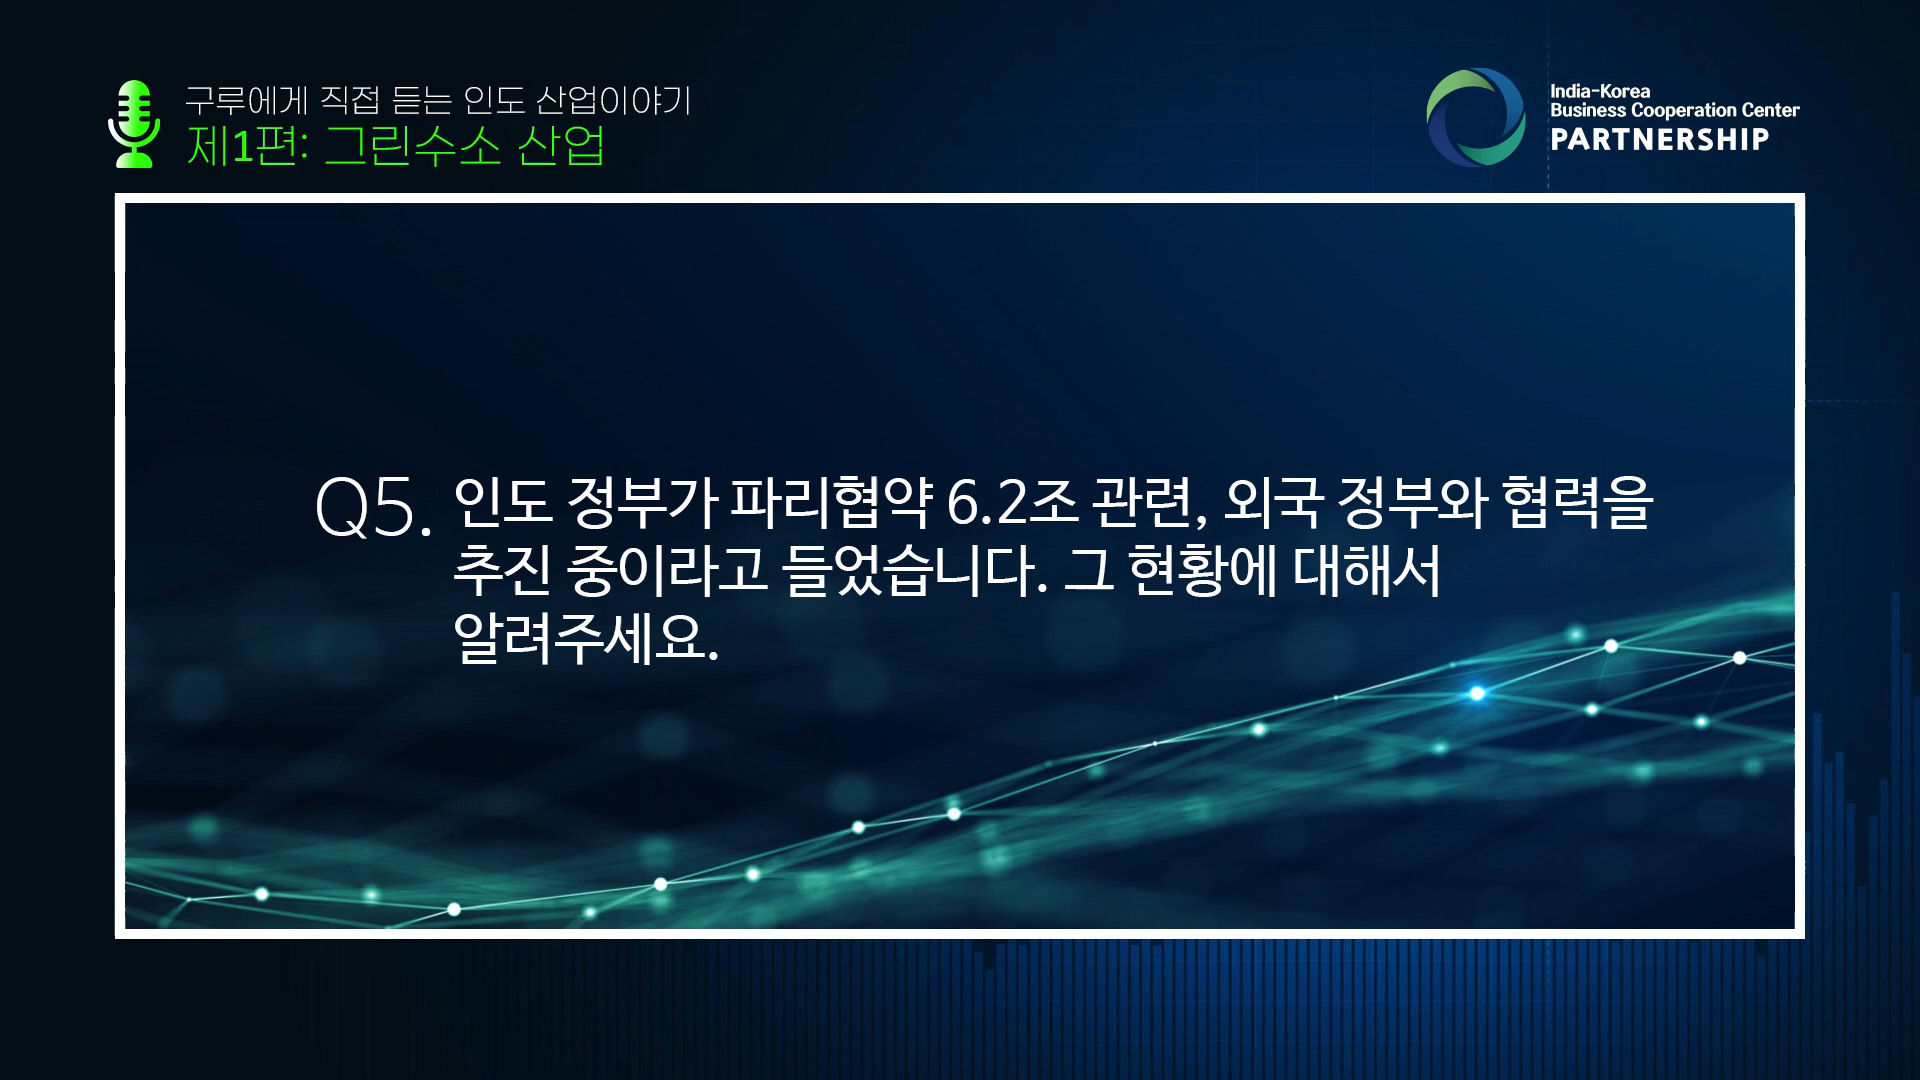 구루에게 직접 듣는 인도 산업이야기
제1편: 그린수소 산업
India-Korea
Business Cooperation Center
PARTNERSHIP
Q5. 인도 정부가 파리협약 6.2조 관련, 외국 정부와 협력을
추진 중이라고 들었습니다. 그 현황에 대해서
알려주세요.